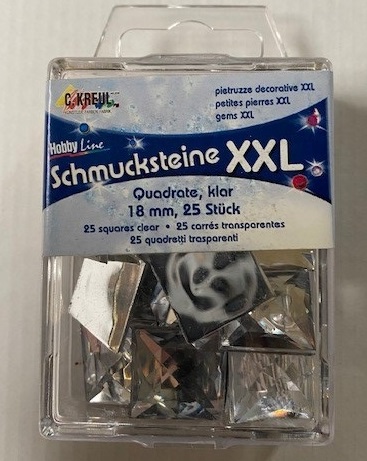 C. KREUL
pietruzze decorative XXL
petites pierres XXL
gems XXL
Hobby Line
Schmucksteine XXL
Quadrate, klar
18 mm, 25 Stück
25 squares clear • 25 carrés transparentes
25 quadretti trasparenti